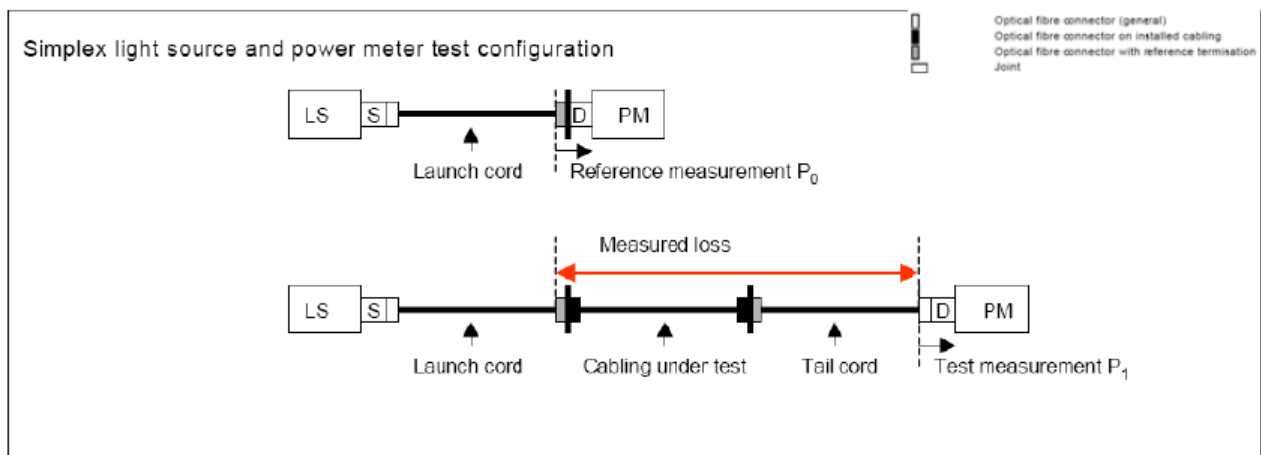 Simplex light source and power meter test configuration
Optical fibre connector (general)
Optical fibre connector on installed cabling
Optical fibre connector with reference termisation
Joint
LS S D PM
Launch cord Reference measurement P₀
Measured loss
LS S D PM
Launch cord Cabling under test Tail cord Test measurement P₁